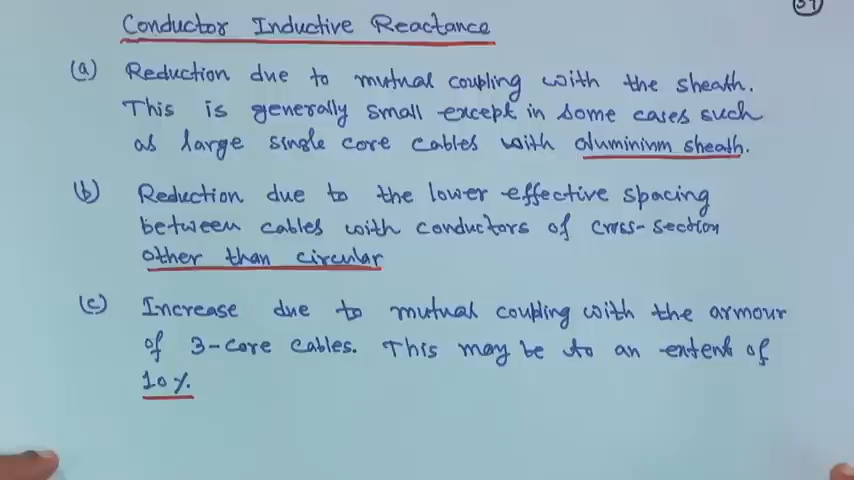 Conductor Inductive Reactance
(a) Reduction due to mutual coupling with the sheath.
This is generally small except in some cases such
as large single core cables with aluminium sheath.
(b) Reduction due to the lower effective spacing
between cables with conductors of cross-section
other than circular
(c) Increase due to mutual coupling with the armour
of 3-core cables. This may be to an extent of
10%.